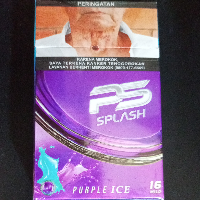 PERINGATAN
KARENA MEROKOK,
SAYA TERKENA KANKER TENGGOROKAN
LAYANAN BERHENTI MEROKOK (0800-177-6565)
PS
SPLASH
PURPLE ICE
16